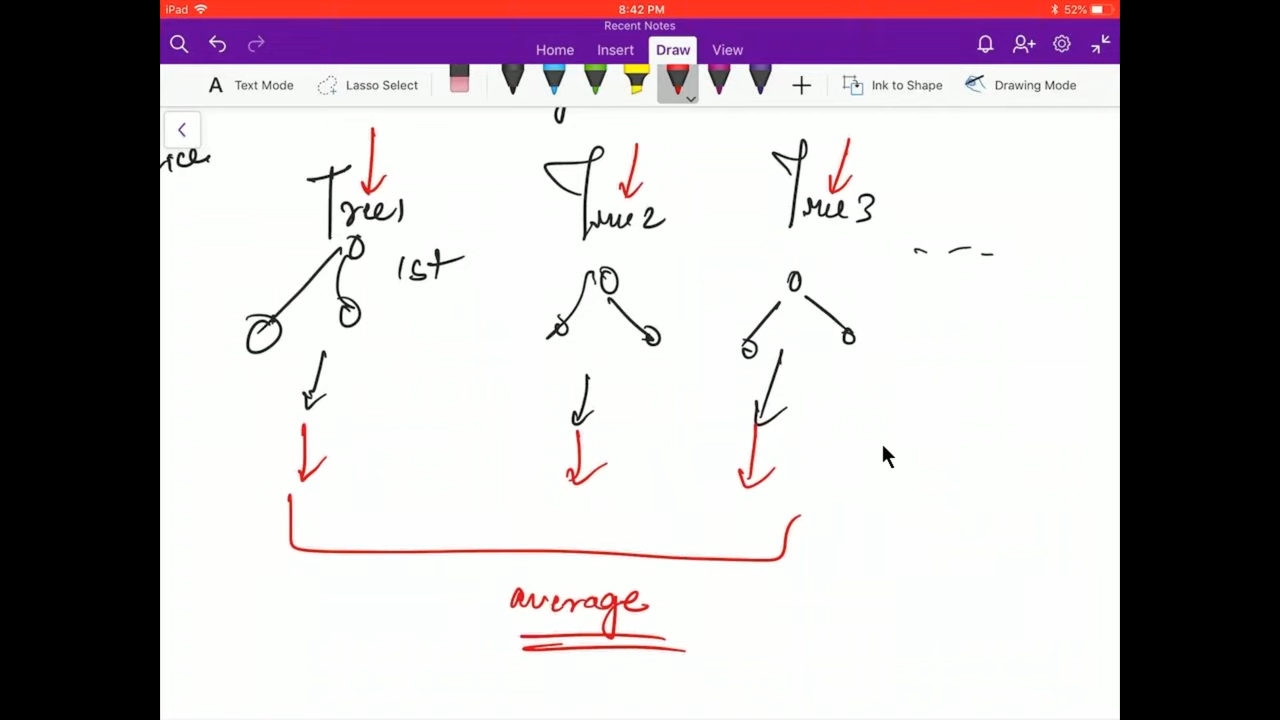 iPad 8:42 PM 52%
Recent Notes
Home Insert Draw View
Text Mode Lasso Select Ink to Shape Drawing Mode
Tree1 Tree2 Tree3
1st
average